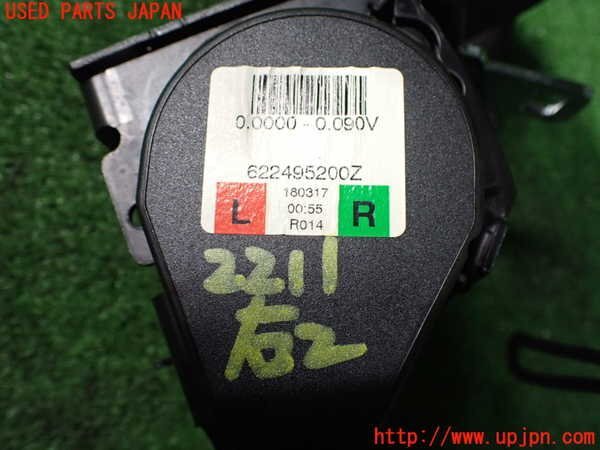 USED PARTS JAPAN
0.0000 - 0.090V
622495200Z
L
180317
00:55
R014
R
2211
右2
http://www.upjpn.com/